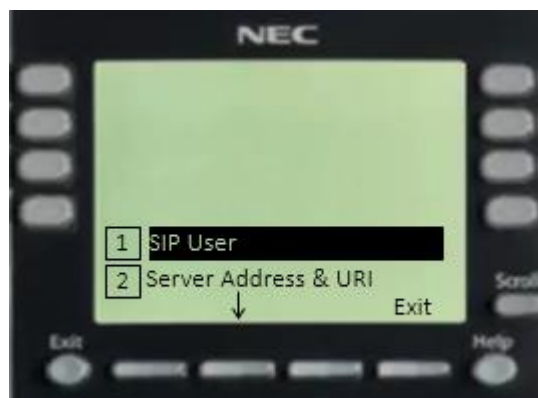 NEC
1 SIP User
2 Server Address & URI
↓ Exit
Scroll
Exit
Help